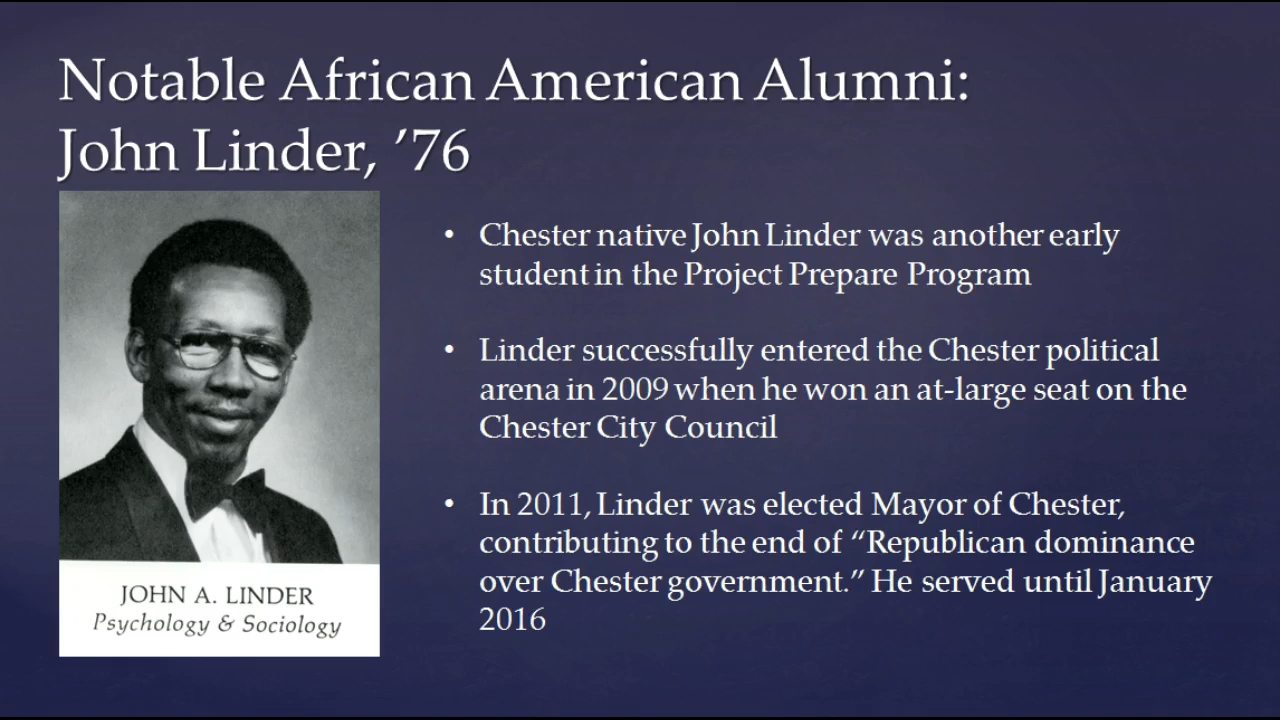 Notable African American Alumni:
John Linder, ’76
• Chester native John Linder was another early
student in the Project Prepare Program
• Linder successfully entered the Chester political
arena in 2009 when he won an at-large seat on the
Chester City Council
• In 2011, Linder was elected Mayor of Chester,
contributing to the end of “Republican dominance
over Chester government.” He served until January
2016
JOHN A. LINDER
Psychology & Sociology